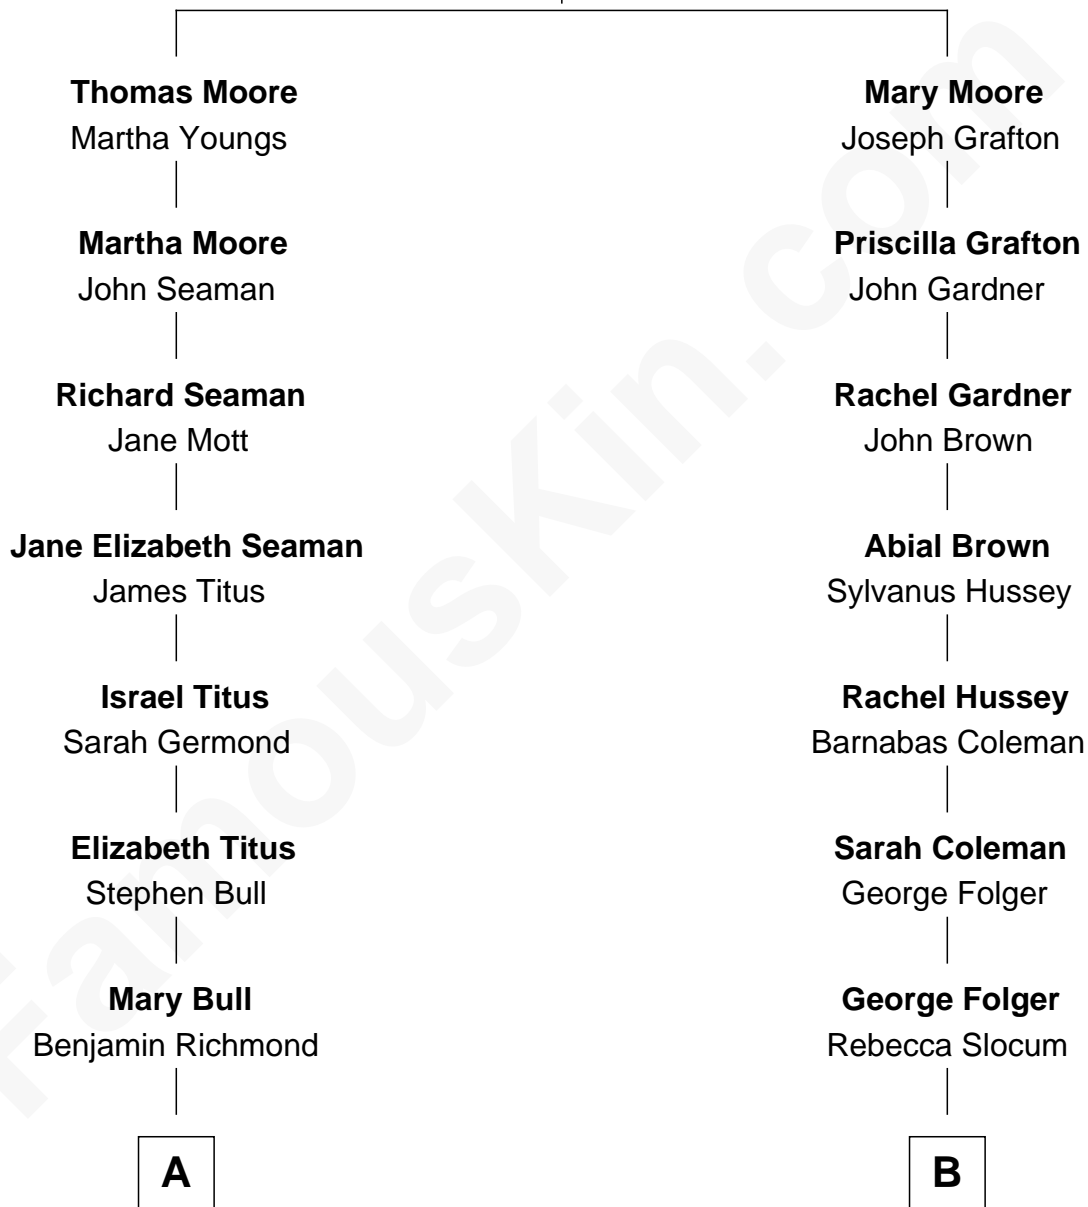 Thomas Moore
Martha Youngs
Martha Moore
John Seaman
Richard Seaman
Jane Mott
Jane Elizabeth Seaman
James Titus
Israel Titus
Sarah Germond
Elizabeth Titus
Stephen Bull
Mary Bull
Benjamin Richmond
A
Mary Moore
Joseph Grafton
Priscilla Grafton
John Gardner
Rachel Gardner
John Brown
Abial Brown
Sylvanus Hussey
Rachel Hussey
Barnabas Coleman
Sarah Coleman
George Folger
George Folger
Rebecca Slocum
B
FamousKin.com